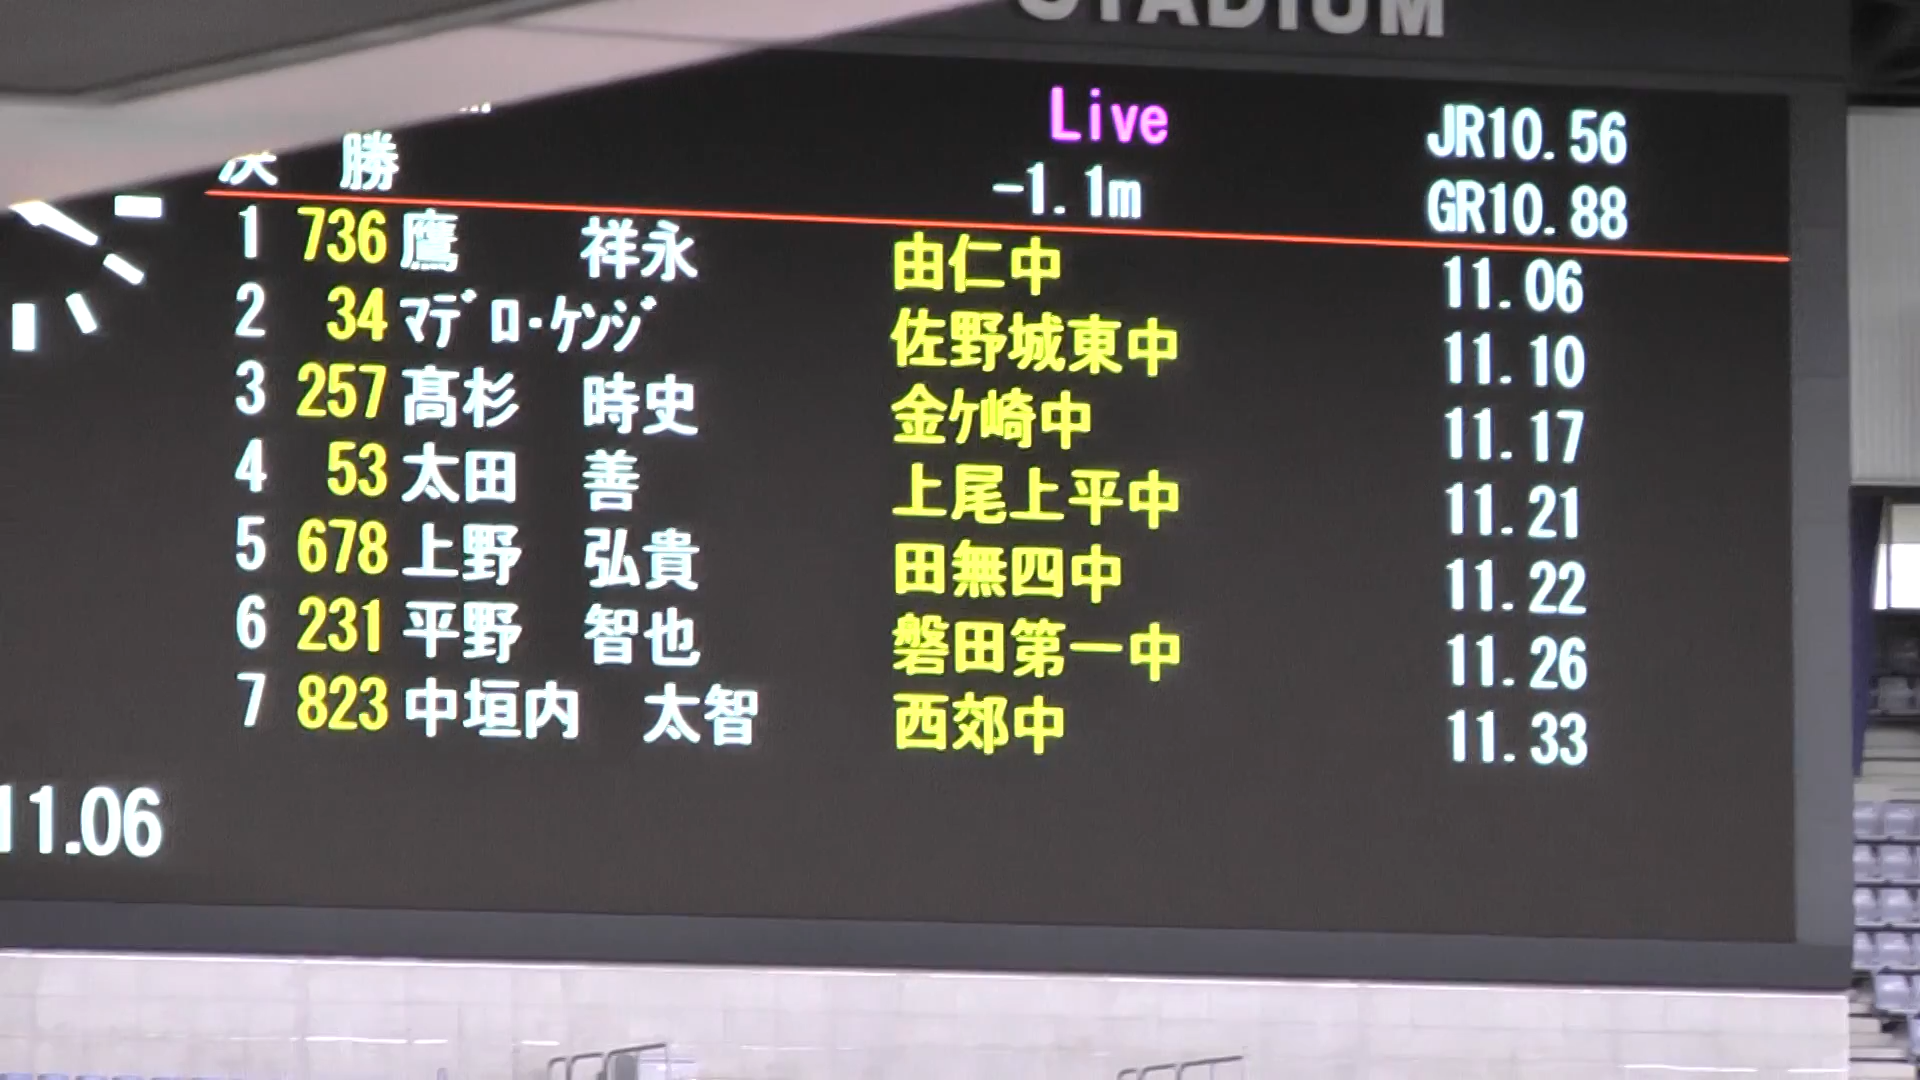 STADIUM
Live JR10.56
決 勝 -1.1m GR10.88
1 736 鷹 祥永 由仁中 11.06
2 34 ﾏﾃﾞﾛ･ｹﾝｼﾞ 佐野城東中 11.10
3 257 髙杉 時史 金ｹ崎中 11.17
4 53 太田 善 上尾上平中 11.21
5 678 上野 弘貴 田無四中 11.22
6 231 平野 智也 磐田第一中 11.26
7 823 中垣内 太智 西郊中 11.33
11.06